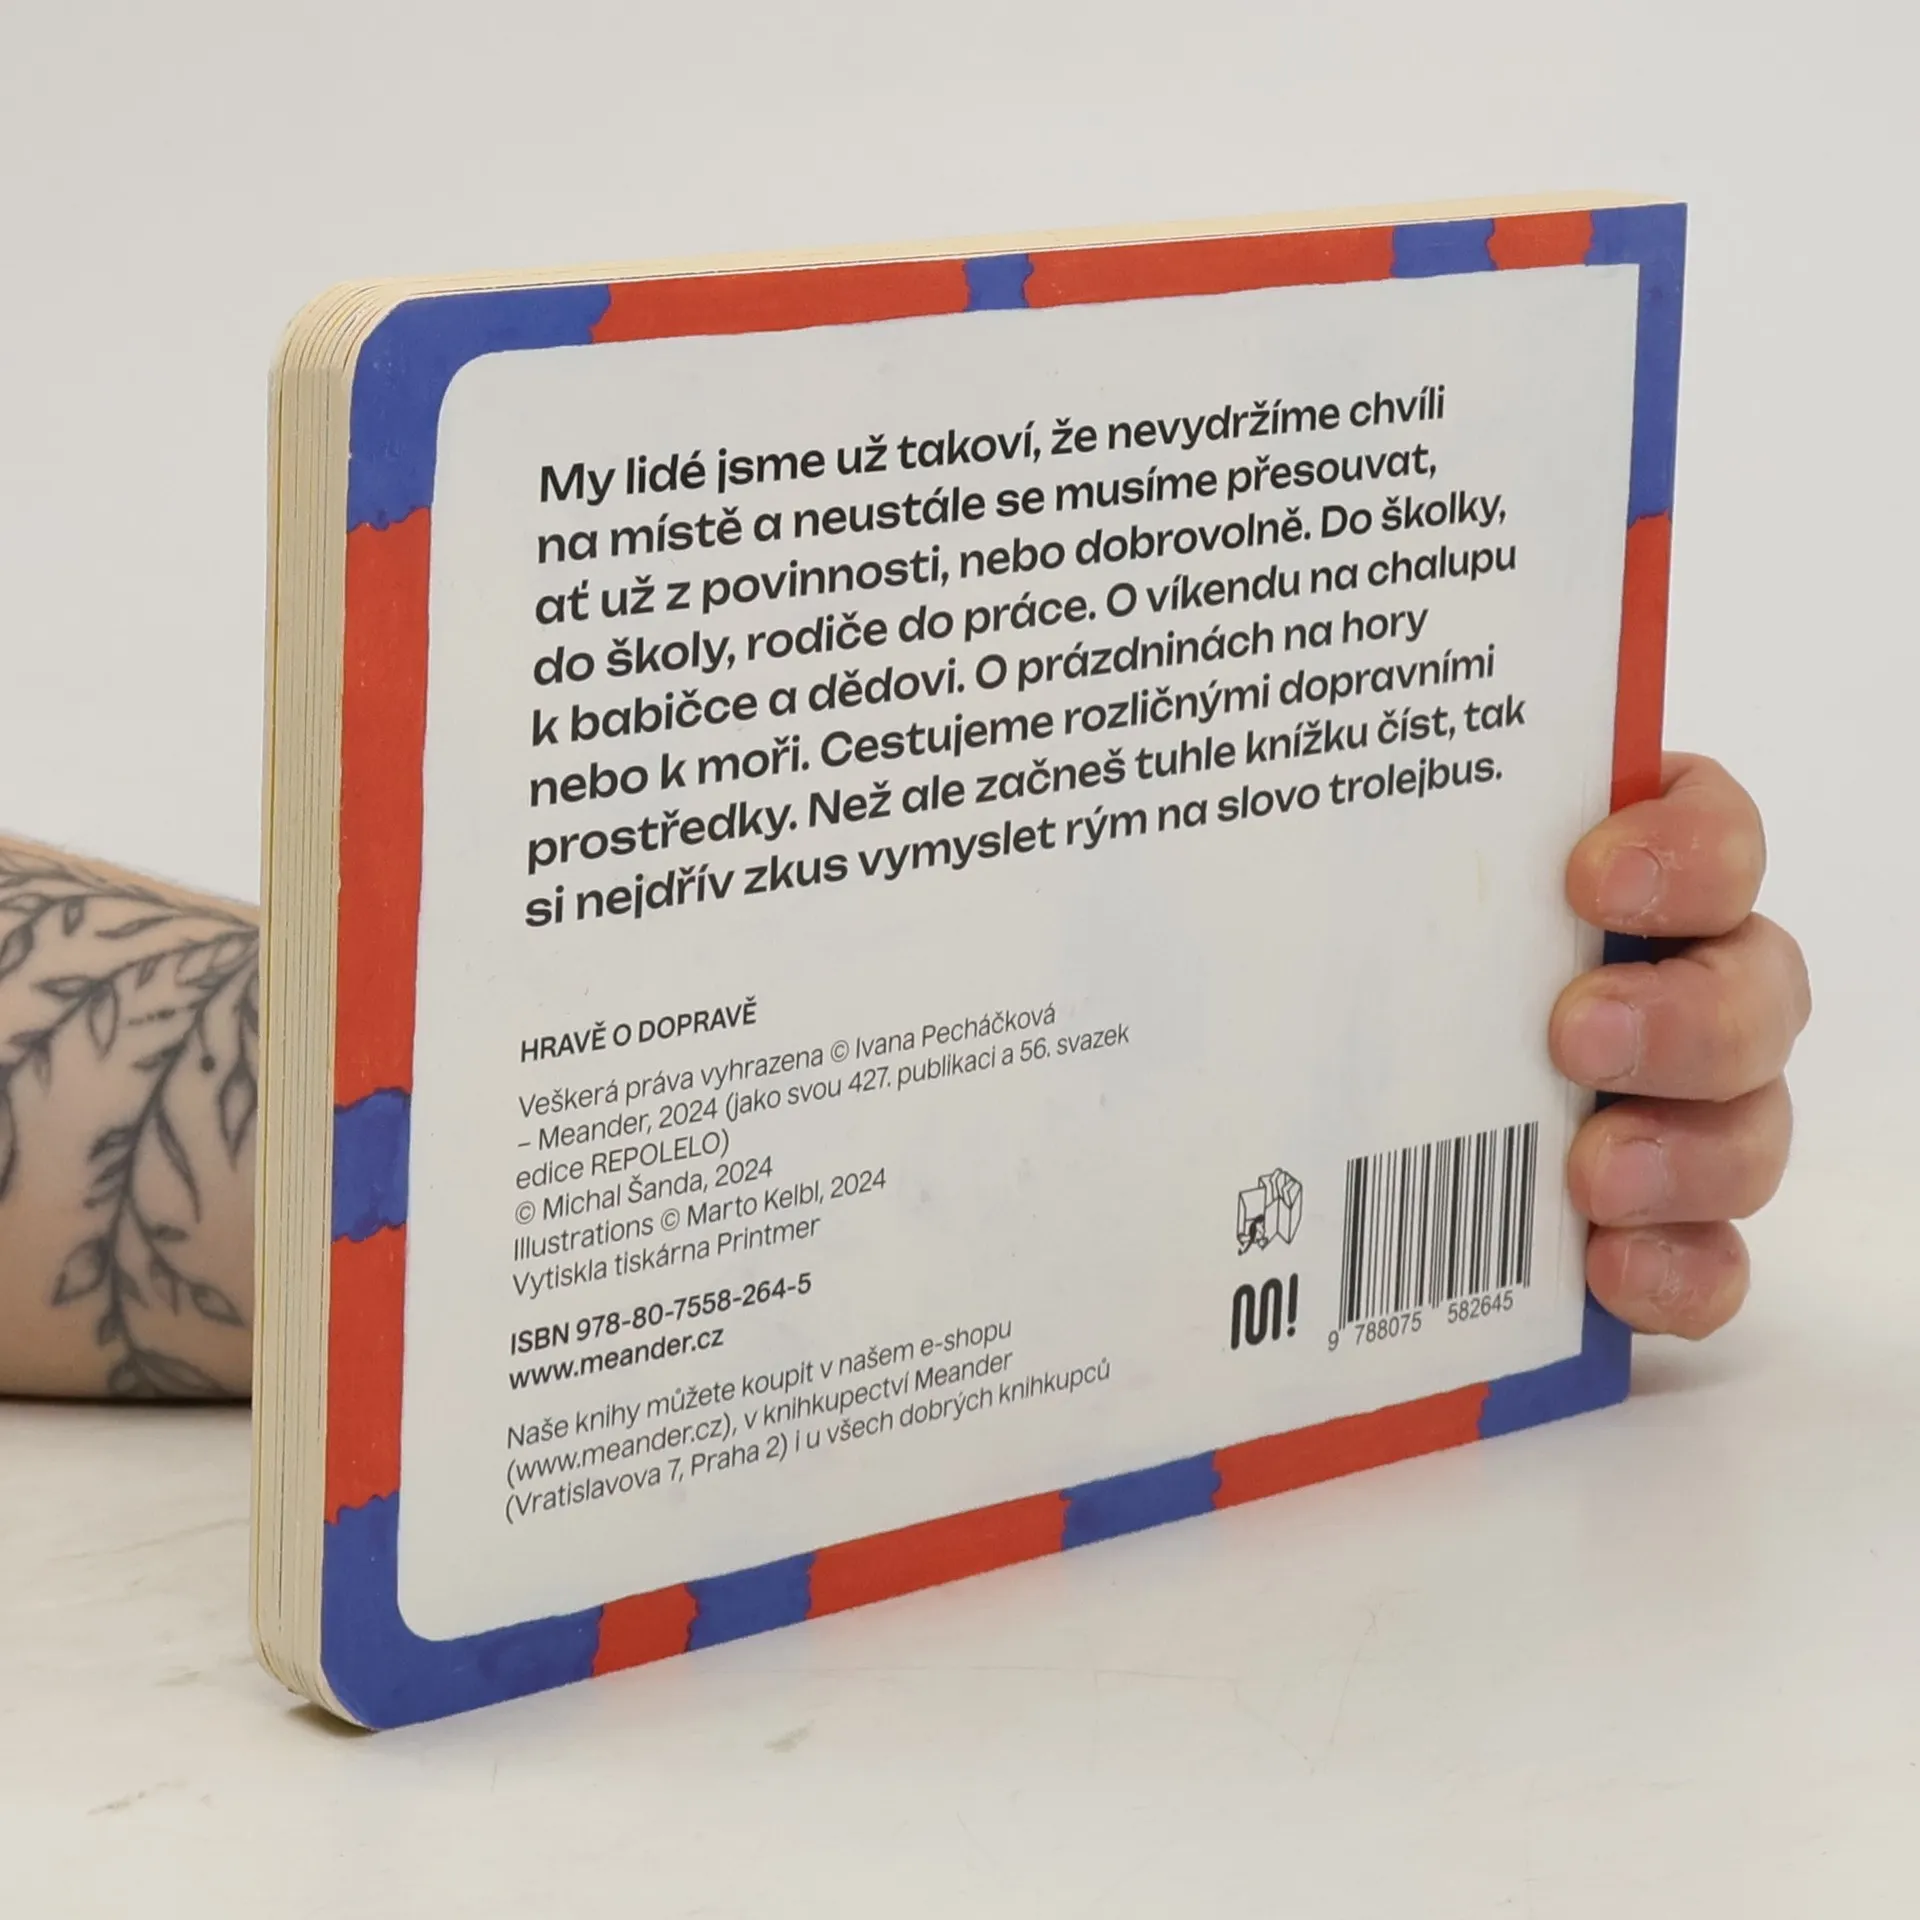 My lidé jsme už takoví, že nevydržíme chvíli
na místě a neustále se musíme přesouvat,
ať už z povinnosti, nebo dobrovolně. Do školky,
do školy, rodiče do práce. O víkendu na chalupu
k babičce a dědovi. O prázdninách na hory
nebo k moři. Cestujeme rozličnými dopravními
prostředky. Než ale začneš tuhle knížku číst, tak
si nejdřív zkus vymyslet rým na slovo trolejbus.
HRAVĚ O DOPRAVĚ
Veškerá práva vyhrazena © Ivana Pecháčková
– Meander, 2024 (jako svou 427. publikaci a 56. svazek
edice REPOLELO)
© Michal Šanda, 2024
Illustrations © Marto Kelbl, 2024
Vytiskla tiskárna Printmer
ISBN 978-80-7558-264-5
www.meander.cz
Naše knihy můžete koupit v našem e-shopu
(www.meander.cz), v knihkupectví Meander
(Vratislavova 7, Praha 2) i u všech dobrých knihkupců
M!
9 788075 582645